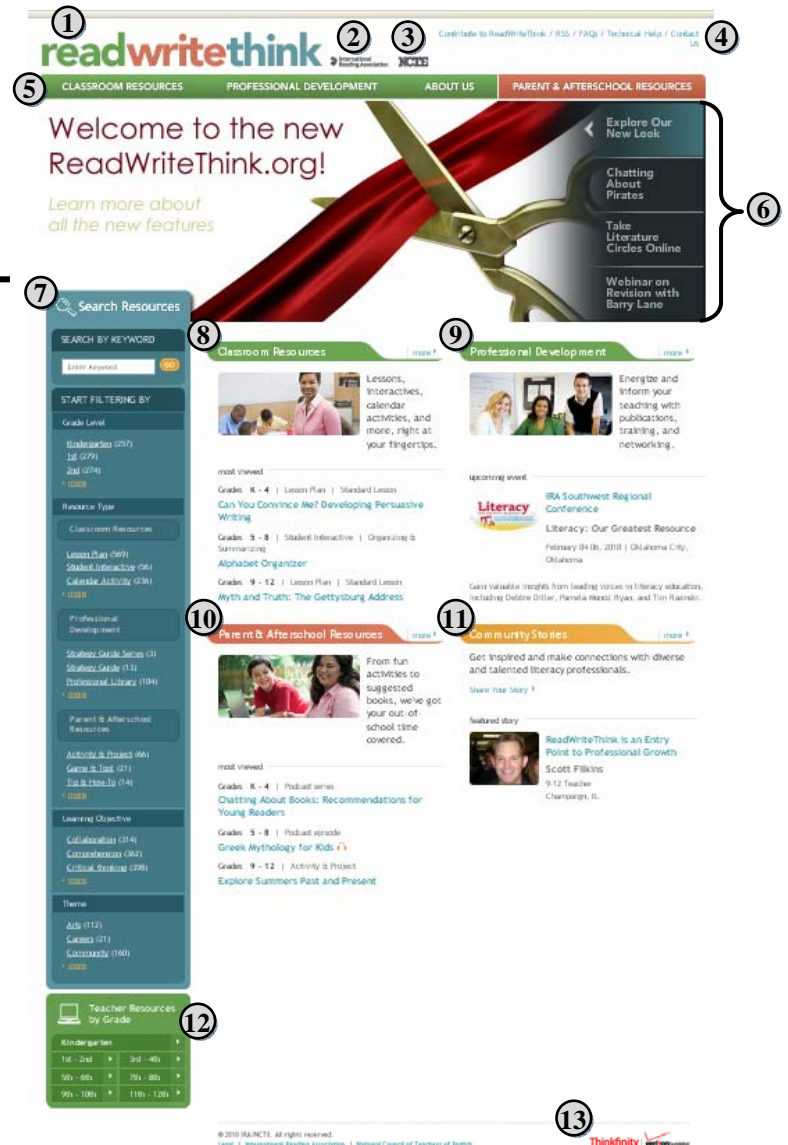 1
2
3
4
readwritethink
International
Reading Association
NCTE
Contribute to ReadWriteThink / RSS / FAQs / Technical Help / Contact
Us
5
CLASSROOM RESOURCES
PROFESSIONAL DEVELOPMENT
ABOUT US
PARENT & AFTERSCHOOL RESOURCES
Welcome to the new
ReadWriteThink.org!
Learn more about
all the new features
Explore Our
New Look
Chatting
About
Pirates
Take
Literature
Circles Online
Webinar on
Revision with
Barry Lane
6
7
Search Resources
SEARCH BY KEYWORD
Enter Keyword
GO
START FILTERING BY
Grade Level
Kindergarten (257)
1st (279)
2nd (274)
more
Resource Type
Classroom Resources
Lesson Plan (569)
Student Interactive (56)
Calendar Activity (236)
more
Professional
Development
Strategy Guide Series (3)
Strategy Guide (13)
Professional Library (104)
more
Parent & Afterschool
Resources
Activity & Project (66)
Game & Tool (21)
Tip & How-To (14)
more
Learning Objective
Collaboration (314)
Comprehension (362)
Critical thinking (398)
more
Theme
Arts (112)
Careers (21)
Community (160)
more
8
Classroom Resources
more
Lessons,
interactives,
calendar
activities, and
more, right at
your fingertips.
most viewed
Grades K - 4 | Lesson Plan | Standard Lesson
Can You Convince Me? Developing Persuasive
Writing
Grades 5 - 8 | Student Interactive | Organizing &
Summarizing
Alphabet Organizer
Grades 9 - 12 | Lesson Plan | Standard Lesson
Myth and Truth: The Gettysburg Address
9
Professional Development
more
Energize and
inform your
teaching with
publications,
training, and
networking.
upcoming event
Literacy
IRA
IRA Southwest Regional
Conference
Literacy: Our Greatest Resource
February 04-06, 2010 | Oklahoma City,
Oklahoma
Gain valuable insights from leading voices in literacy education,
including Debbie Diller, Pamela Munoz Ryan, and Tim Rasinski.
10
Parent & Afterschool Resources
more
From fun
activities to
suggested
books, we've got
your out-of-
school time
covered.
most viewed
Grades K - 4 | Podcast series
Chatting About Books: Recommendations for
Young Readers
Grades 5 - 8 | Podcast episode
Greek Mythology for Kids
Grades 9 - 12 | Activity & Project
Explore Summers Past and Present
11
Community Stories
more
Get inspired and make connections with diverse
and talented literacy professionals.
Share Your Story
featured story
ReadWriteThink is an Entry
Point to Professional Growth
Scott Filkins
9-12 Teacher
Champaign, IL
12
Teacher Resources
by Grade
Kindergarten
1st - 2nd
3rd - 4th
5th - 6th
7th - 8th
9th - 10th
11th - 12th
13
© 2010 IRA/NCTE. All rights reserved.
Legal | International Reading Association | National Council of Teachers of English
Thinkfinity